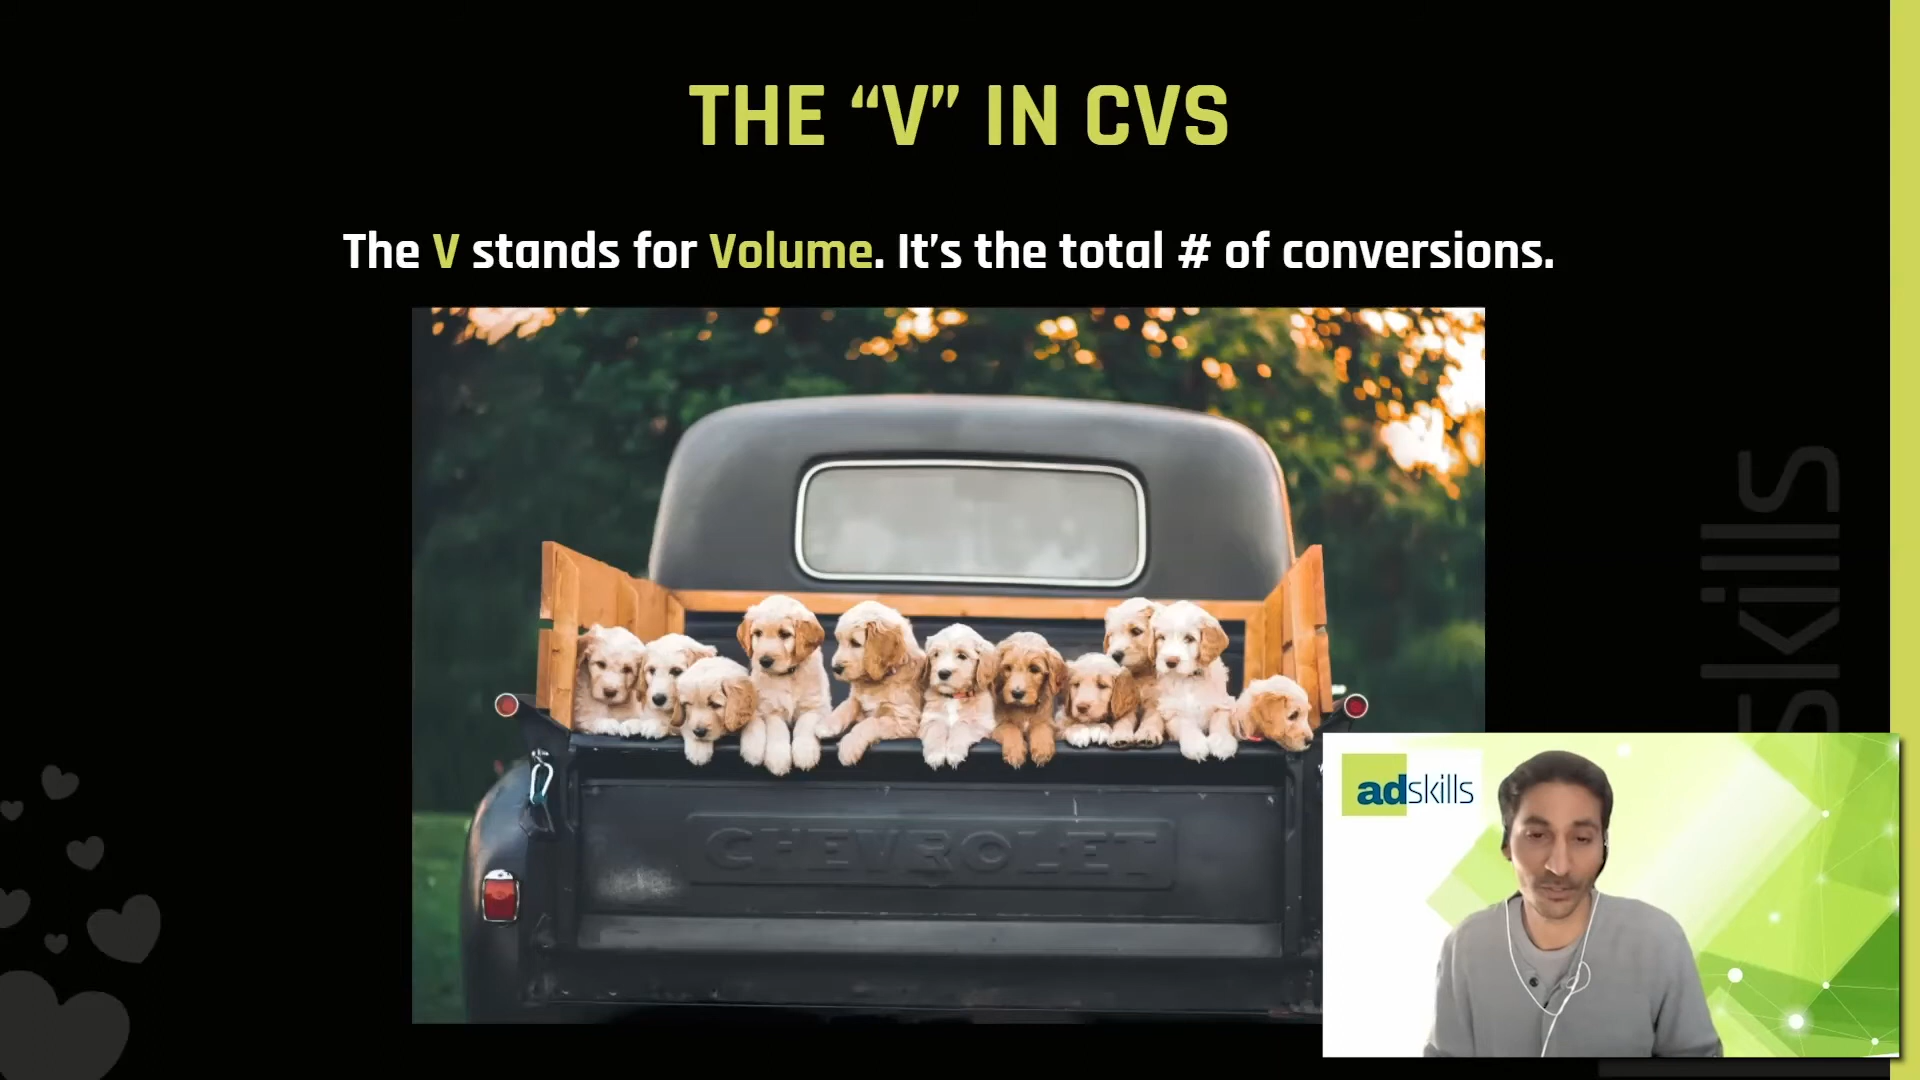 THE “V” IN CVS
The V stands for Volume. It’s the total # of conversions.
CHEVROLET
skills
adskills